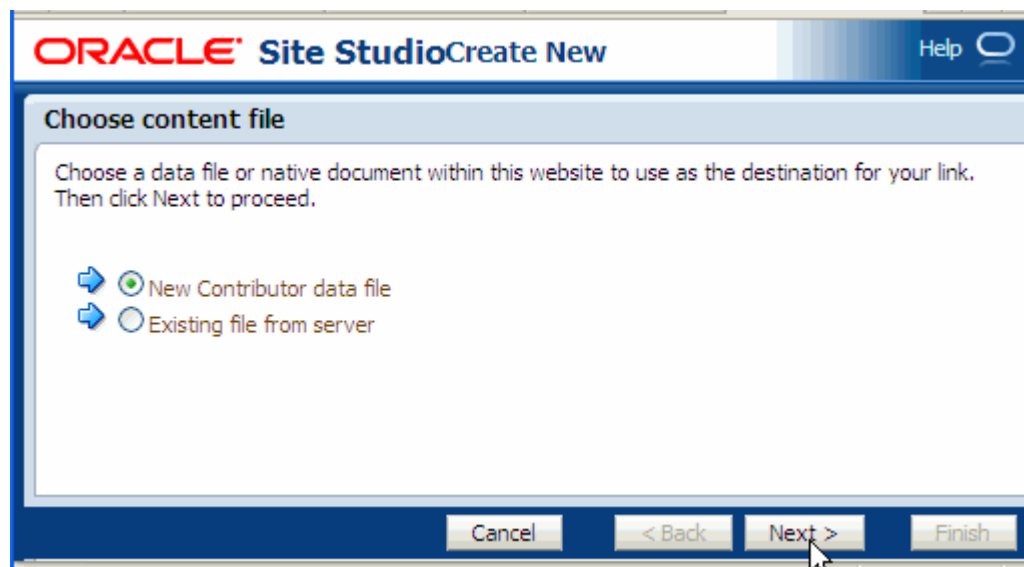 ORACLE Site Studio Create New Help
Choose content file
Choose a data file or native document within this website to use as the destination for your link.
Then click Next to proceed.
New Contributor data file
Existing file from server
Cancel < Back Next > Finish